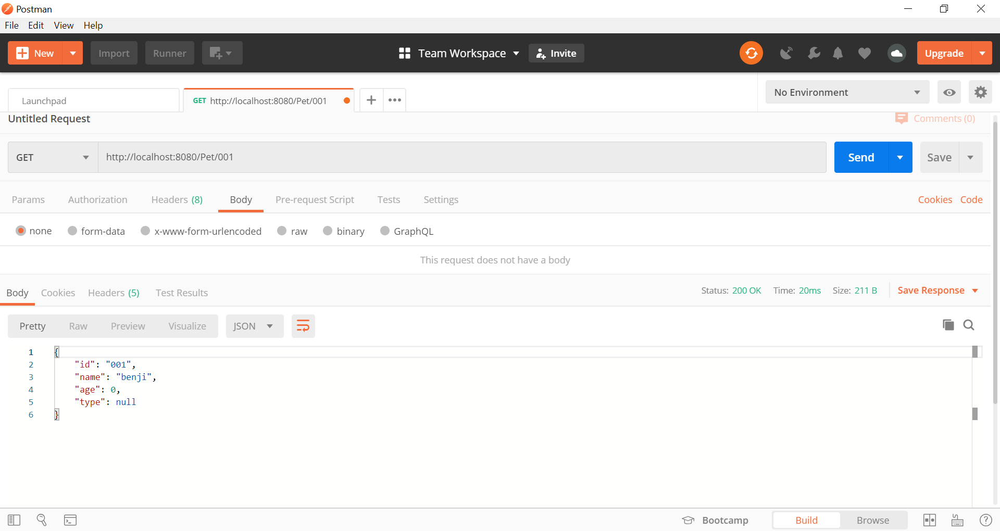 Postman
File Edit View Help
New Import Runner Team Workspace Invite Upgrade
Launchpad GET http://localhost:8080/Pet/001 No Environment
Untitled Request Comments (0)
GET http://localhost:8080/Pet/001 Send Save
Params Authorization Headers (8) Body Pre-request Script Tests Settings Cookies Code
none form-data x-www-form-urlencoded raw binary GraphQL
This request does not have a body
Body Cookies Headers (5) Test Results Status: 200 OK Time: 20ms Size: 211 B Save Response
Pretty Raw Preview Visualize JSON
1 {
2 "id": "001",
3 "name": "benji",
4 "age": 0,
5 "type": null
6 }
Bootcamp Build Browse